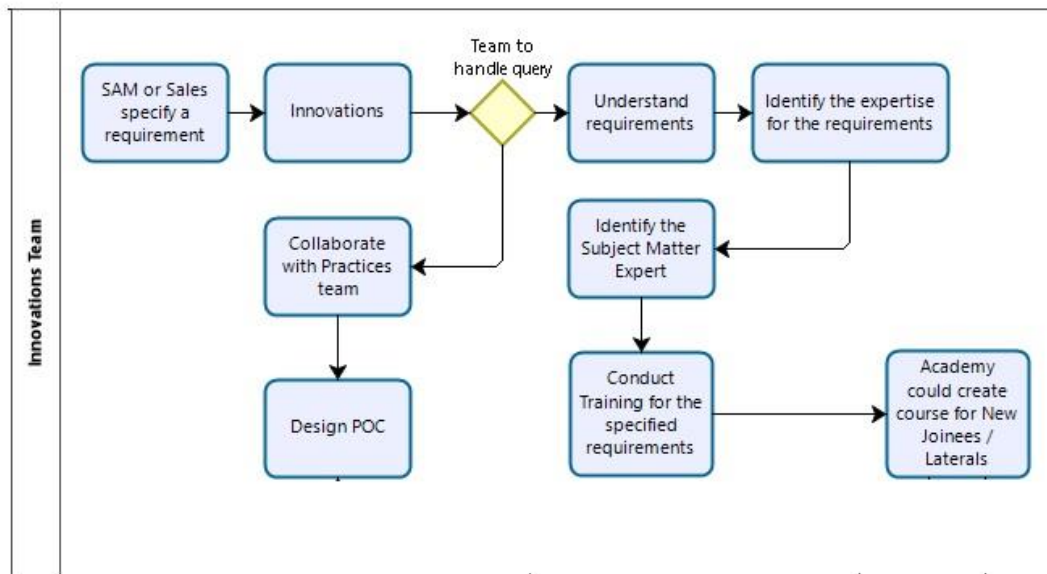 Innovations Team
SAM or Sales
specify a
requirement
Innovations
Team to
handle query
Understand
requirements
Identify the expertise
for the requirements
Collaborate
with Practices
team
Identify the
Subject Matter
Expert
Design POC
Conduct
Training for the
specified
requirements
Academy
could create
course for New
Joinees /
Laterals